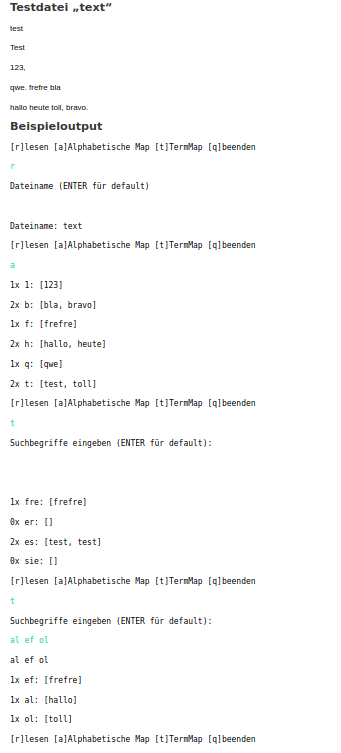 Testdatei „text“
test
Test
123,
qwe. frefre bla
hallo heute toll, bravo.
Beispieloutput
[r]lesen [a]Alphabetische Map [t]TermMap [q]beenden
r
Dateiname (ENTER für default)
Dateiname: text
[r]lesen [a]Alphabetische Map [t]TermMap [q]beenden
a
1x 1: [123]
2x b: [bla, bravo]
1x f: [frefre]
2x h: [hallo, heute]
1x q: [qwe]
2x t: [test, toll]
[r]lesen [a]Alphabetische Map [t]TermMap [q]beenden
t
Suchbegriffe eingeben (ENTER für default):
1x fre: [frefre]
0x er: []
2x es: [test, test]
0x sie: []
[r]lesen [a]Alphabetische Map [t]TermMap [q]beenden
t
Suchbegriffe eingeben (ENTER für default):
al ef ol
al ef ol
1x ef: [frefre]
1x al: [hallo]
1x ol: [toll]
[r]lesen [a]Alphabetische Map [t]TermMap [q]beenden